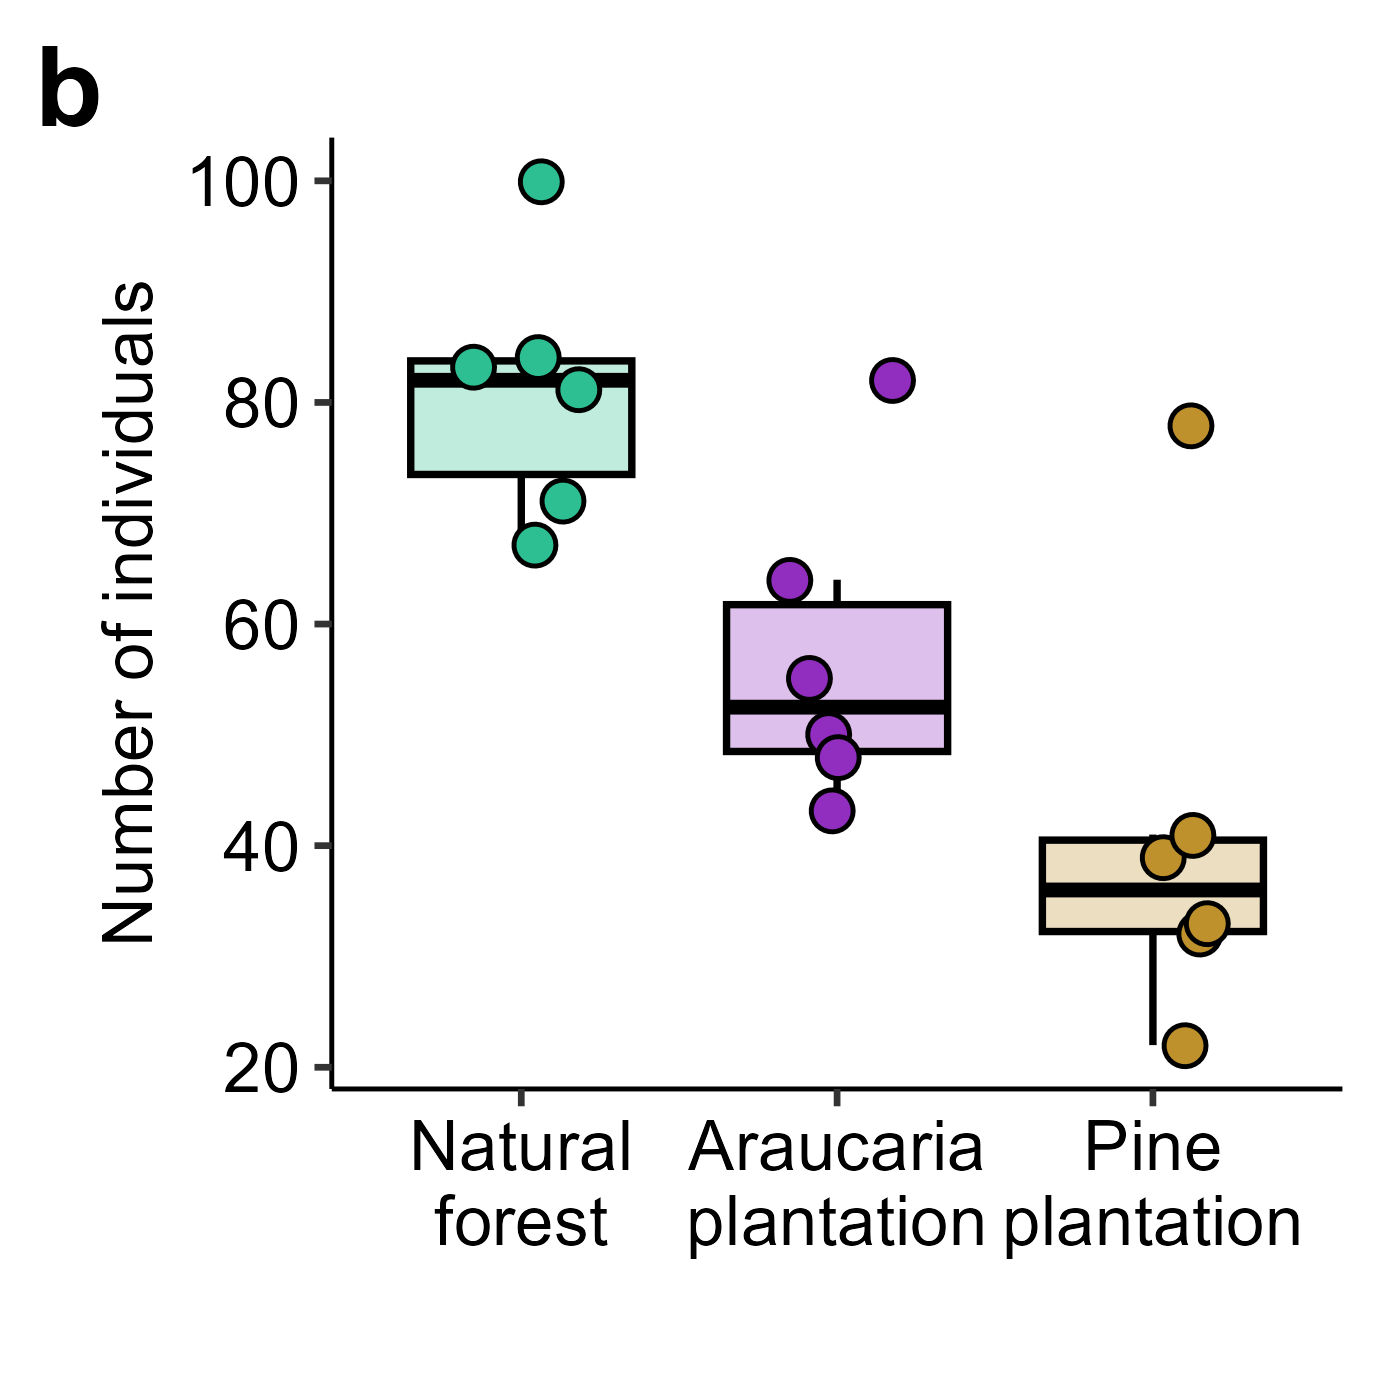 b
Number of individuals
100
80
60
40
20
Natural
forest
Araucaria
plantation
Pine
plantation